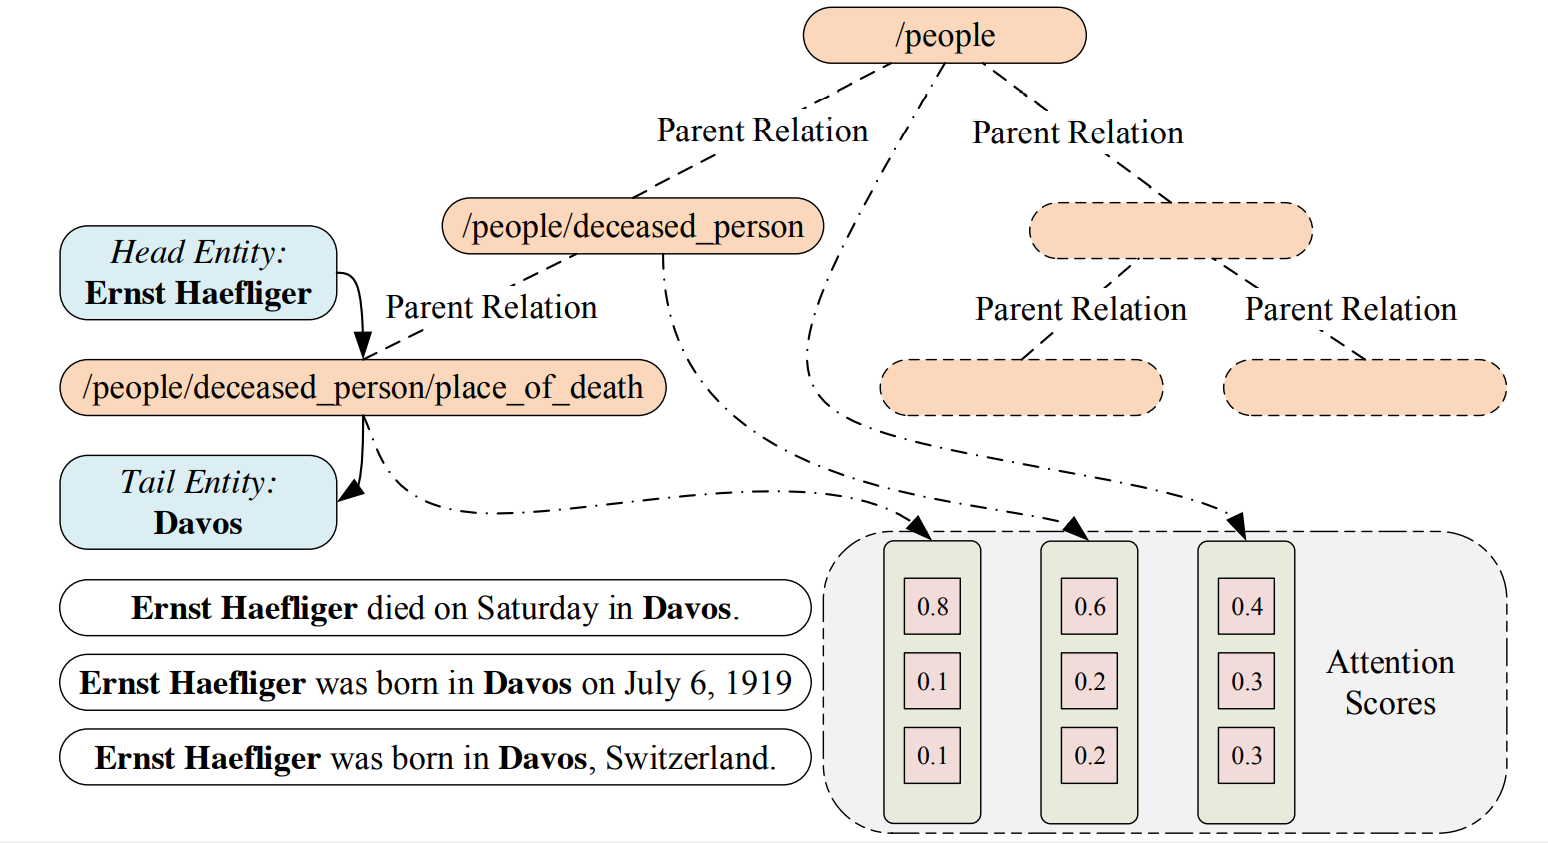 /people
Parent Relation
Parent Relation
/people/deceased_person
Head Entity:
Ernst Haefliger
Parent Relation
Parent Relation
Parent Relation
/people/deceased_person/place_of_death
Tail Entity:
Davos
Ernst Haefliger died on Saturday in Davos.
0.8
0.6
0.4
Ernst Haefliger was born in Davos on July 6, 1919
0.1
0.2
0.3
Ernst Haefliger was born in Davos, Switzerland.
0.1
0.2
0.3
Attention
Scores